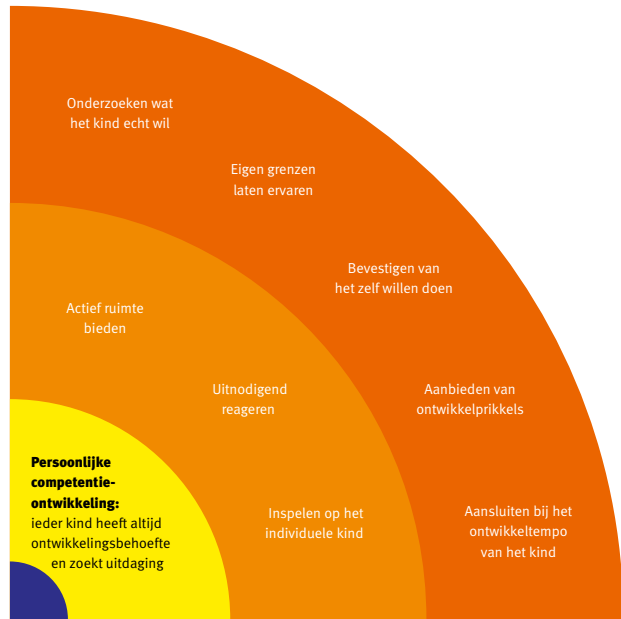 Onderzoeken wat
het kind echt wil
Eigen grenzen
laten ervaren
Bevestigen van
het zelf willen doen
Actief ruimte
bieden
Uitnodigend
reageren
Aanbieden van
ontwikkelprikkels
Persoonlijke
competentie-
ontwikkeling:
ieder kind heeft altijd
ontwikkelingsbehoefte
en zoekt uitdaging
Inspelen op het
individuele kind
Aansluiten bij het
ontwikkeltempo
van het kind